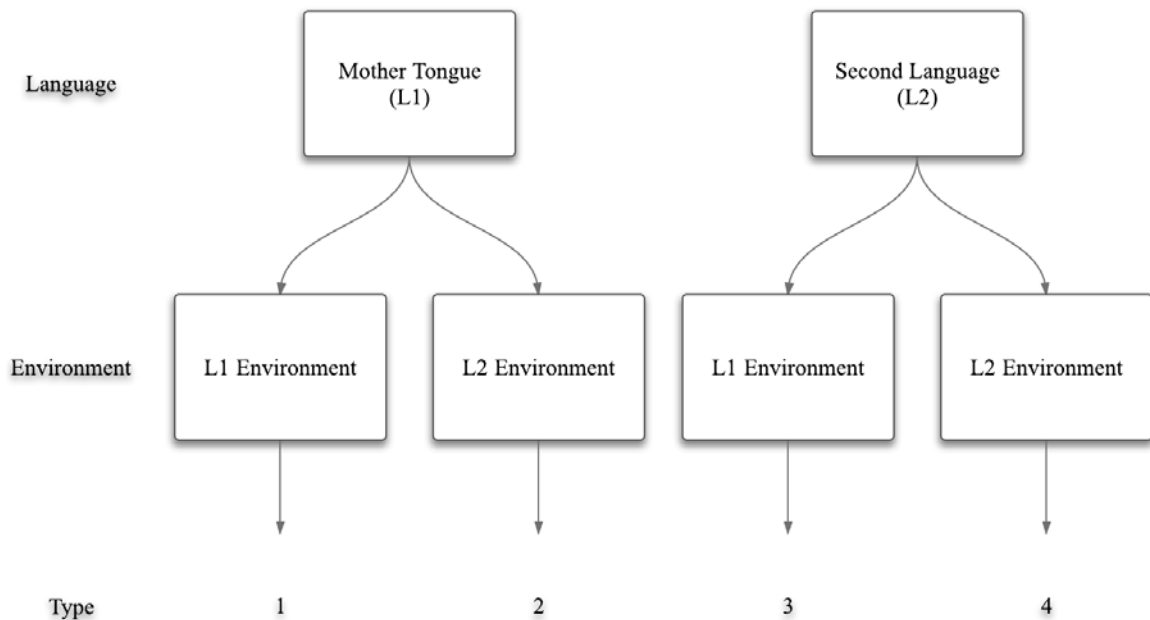 Language
Mother Tongue
(L1)
Second Language
(L2)
Environment
L1 Environment
L2 Environment
L1 Environment
L2 Environment
Type
1
2
3
4